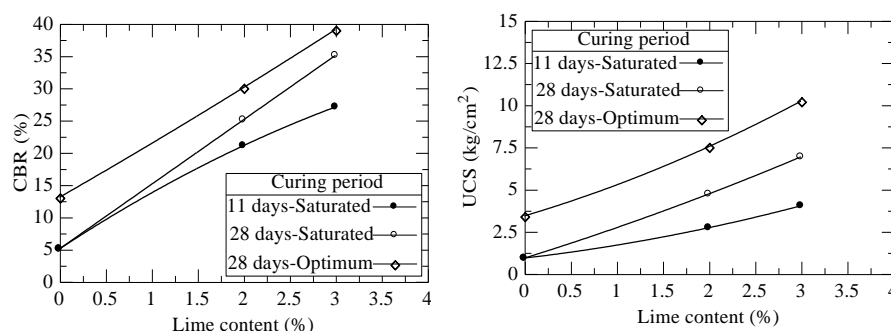 40
35
30
25
20
15
10
5
0
CBR (%)
Curing period
11 days-Saturated
28 days-Saturated
28 days-Optimum
0 0.5 1 1.5 2 2.5 3 3.5 4
Lime content (%)
15
12.5
10
7.5
5
2.5
0
UCS (kg/cm²)
Curing period
11 days-Saturated
28 days-Saturated
28 days-Optimum
0 0.5 1 1.5 2 2.5 3 3.5 4
Lime content (%)